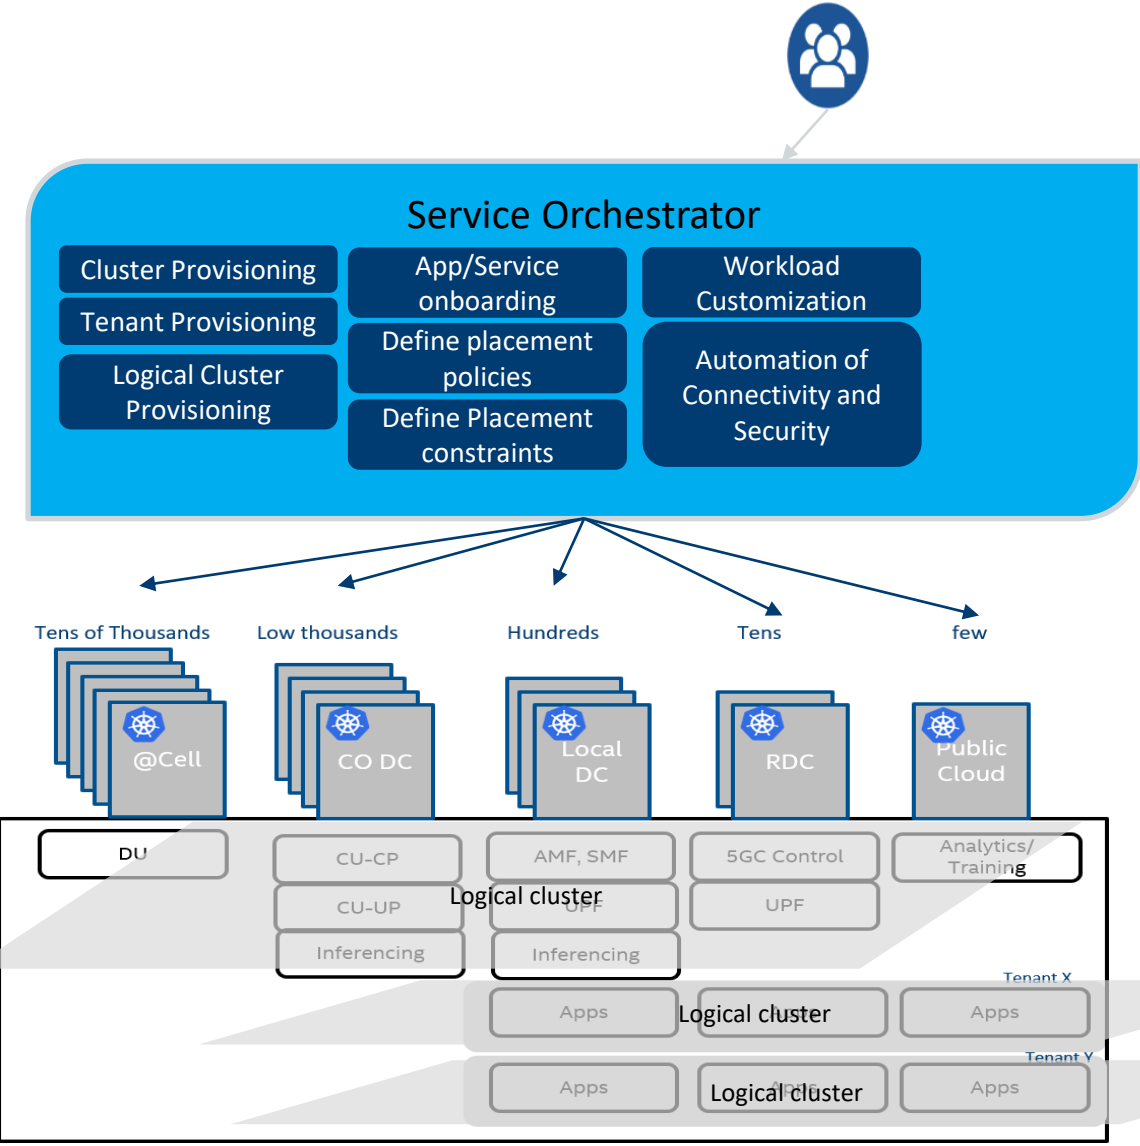 Service Orchestrator
Cluster Provisioning
Tenant Provisioning
Logical Cluster
Provisioning
App/Service
onboarding
Define placement
policies
Define Placement
constraints
Workload
Customization
Automation of
Connectivity and
Security
Tens of Thousands
Low thousands
Hundreds
Tens
few
@Cell
CO DC
Local
DC
RDC
Public
Cloud
DU
CU-CP
AMF, SMF
5GC Control
Analytics/
Training
Logical cluster
CU-UP
UPF
UPF
Inferencing
Inferencing
Tenant X
Apps
Logical cluster
Apps
Apps
Tenant Y
Apps
Logical cluster
Apps
Apps